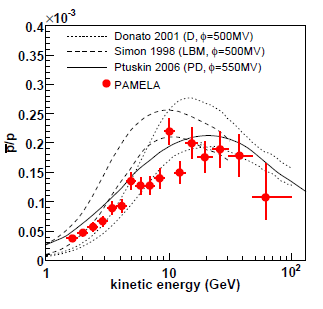 ×10⁻³
0.4
Donato 2001 (D, ϕ=500MV)
Simon 1998 (LBM, ϕ=500MV)
Ptuskin 2006 (PD, ϕ=550MV)
PAMELA
0.35
0.3
0.25
p̅/p
0.2
0.15
0.1
0.05
0
1
10
10²
kinetic energy (GeV)